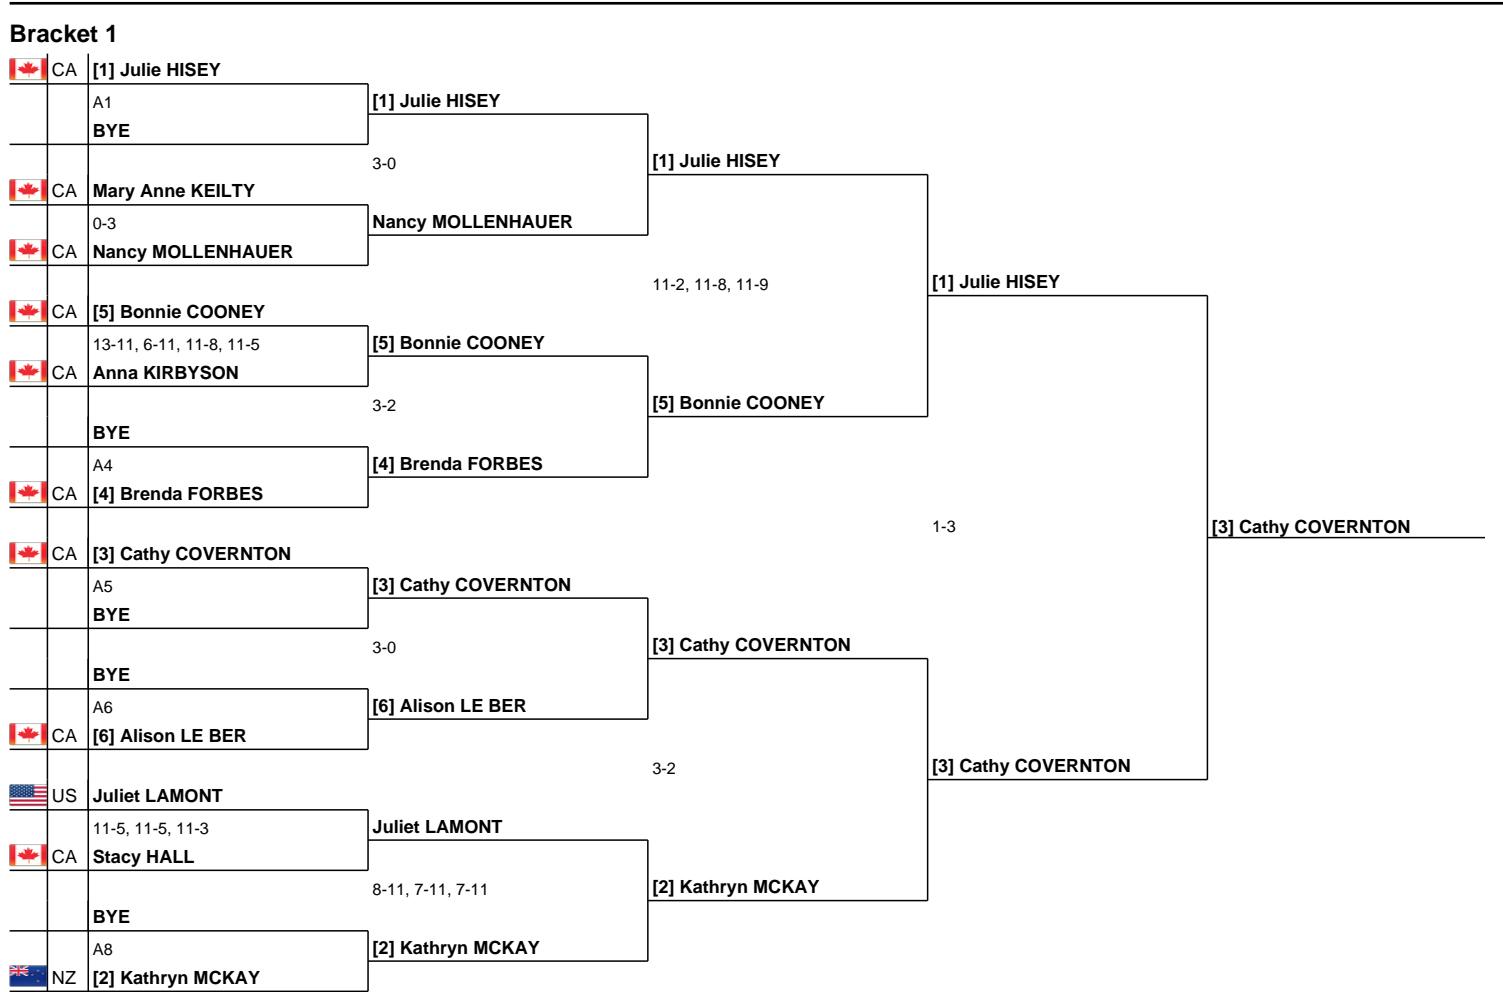 Bracket 1
CA [1] Julie HISEY
A1
[1] Julie HISEY
BYE
3-0
[1] Julie HISEY
CA Mary Anne KEILTY
0-3
Nancy MOLLENHAUER
CA Nancy MOLLENHAUER
11-2, 11-8, 11-9
[1] Julie HISEY
CA [5] Bonnie COONEY
13-11, 6-11, 11-8, 11-5
[5] Bonnie COONEY
CA Anna KIRBYSON
3-2
[5] Bonnie COONEY
BYE
A4
[4] Brenda FORBES
CA [4] Brenda FORBES
1-3
[3] Cathy COVERNTON
CA [3] Cathy COVERNTON
A5
[3] Cathy COVERNTON
BYE
3-0
[3] Cathy COVERNTON
BYE
A6
[6] Alison LE BER
CA [6] Alison LE BER
3-2
[3] Cathy COVERNTON
US Juliet LAMONT
11-5, 11-5, 11-3
Juliet LAMONT
CA Stacy HALL
8-11, 7-11, 7-11
[2] Kathryn MCKAY
BYE
A8
[2] Kathryn MCKAY
NZ [2] Kathryn MCKAY